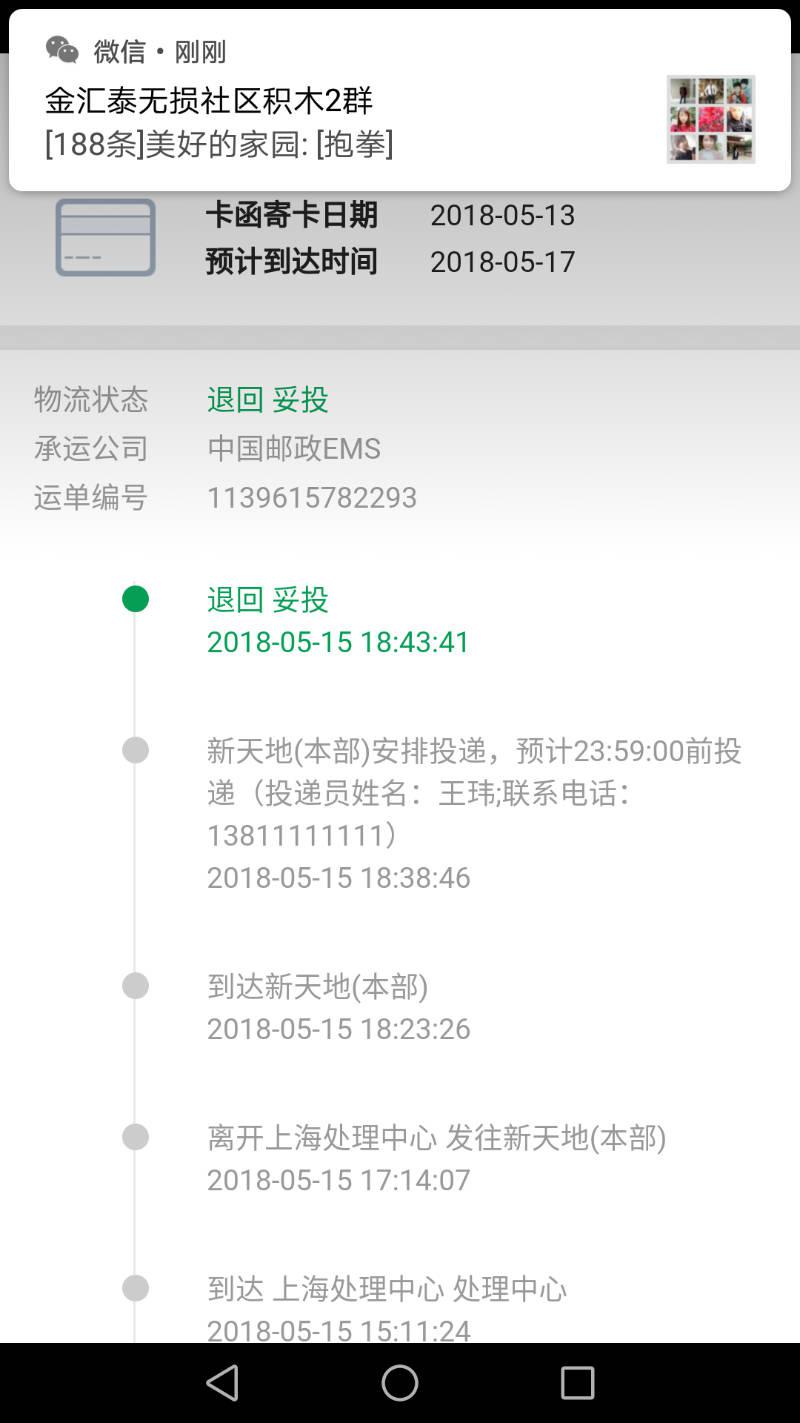 微信·刚刚
金汇泰无损社区积木2群
[188条]美好的家园: [抱拳]
卡函寄卡日期 2018-05-13
预计到达时间 2018-05-17
物流状态 退回 妥投
承运公司 中国邮政EMS
运单编号 1139615782293
退回 妥投
2018-05-15 18:43:41
新天地(本部)安排投递，预计23:59:00前投
递（投递员姓名：王玮;联系电话：
13811111111）
2018-05-15 18:38:46
到达新天地(本部)
2018-05-15 18:23:26
离开上海处理中心 发往新天地(本部)
2018-05-15 17:14:07
到达 上海处理中心 处理中心
2018-05-15 15:11:24